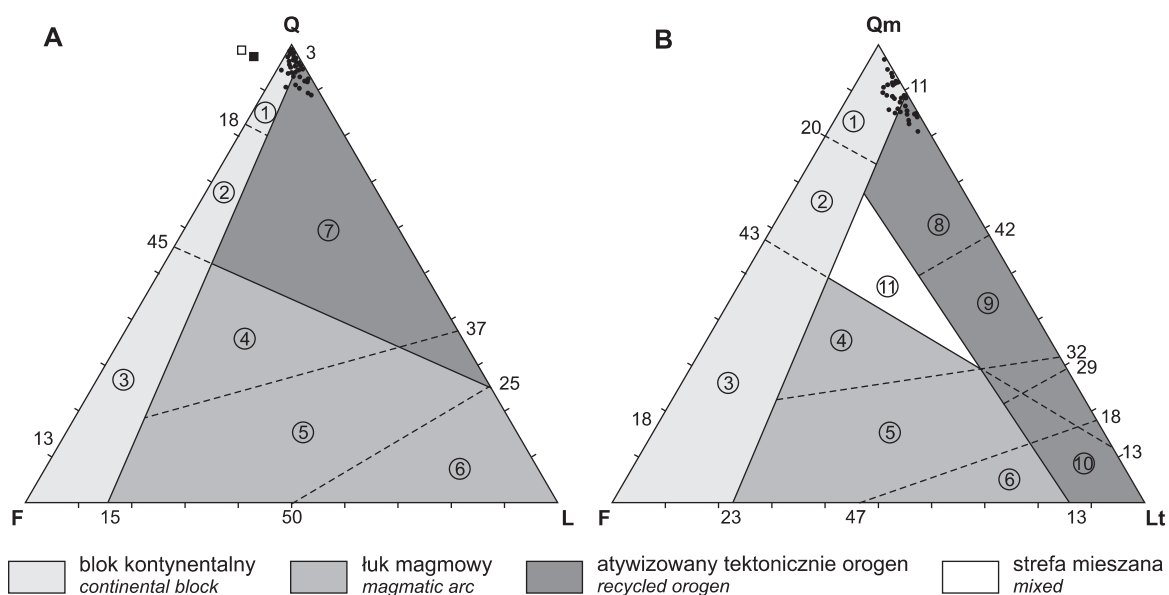 A
Q
3
1
18
2
7
45
4
37
3
25
13
5
6
F
15
50
L
B
Qm
11
1
20
2
8
42
43
11
9
4
32
29
3
18
5
18
13
10
6
F
23
47
13
Lt
blok kontynentalny
continental block
łuk magmowy
magmatic arc
atywizowany tektonicznie orogen
recycled orogen
strefa mieszana
mixed